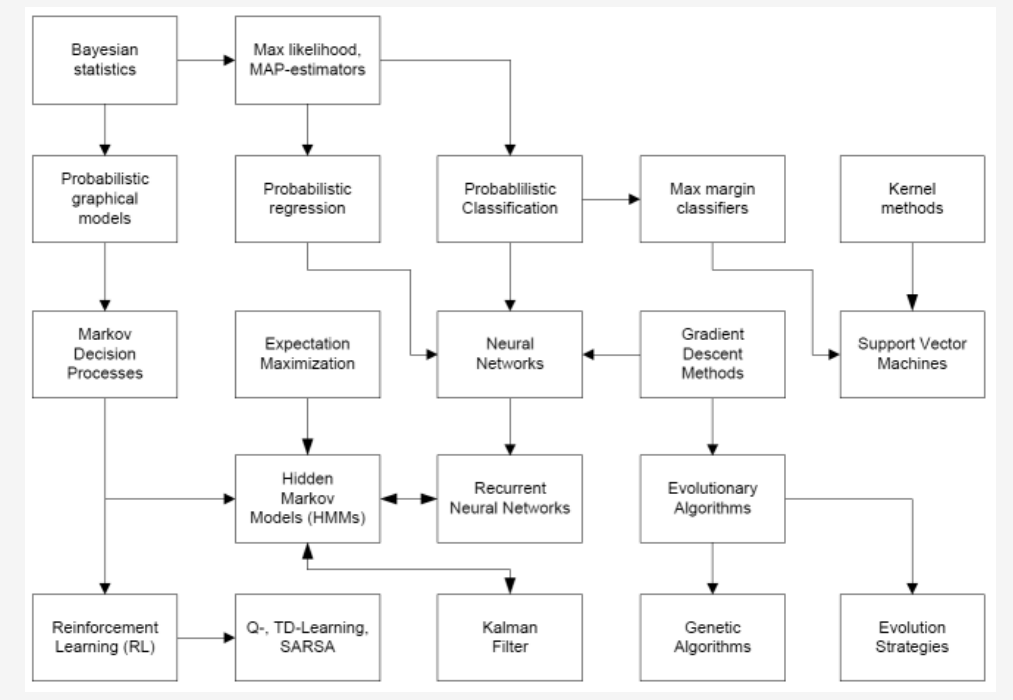 Bayesian
statistics
Max likelihood,
MAP-estimators
Probabilistic
graphical
models
Probabilistic
regression
Probablilistic
Classification
Max margin
classifiers
Kernel
methods
Markov
Decision
Processes
Expectation
Maximization
Neural
Networks
Gradient
Descent
Methods
Support Vector
Machines
Hidden
Markov
Models (HMMs)
Recurrent
Neural Networks
Evolutionary
Algorithms
Reinforcement
Learning (RL)
Q-, TD-Learning,
SARSA
Kalman
Filter
Genetic
Algorithms
Evolution
Strategies